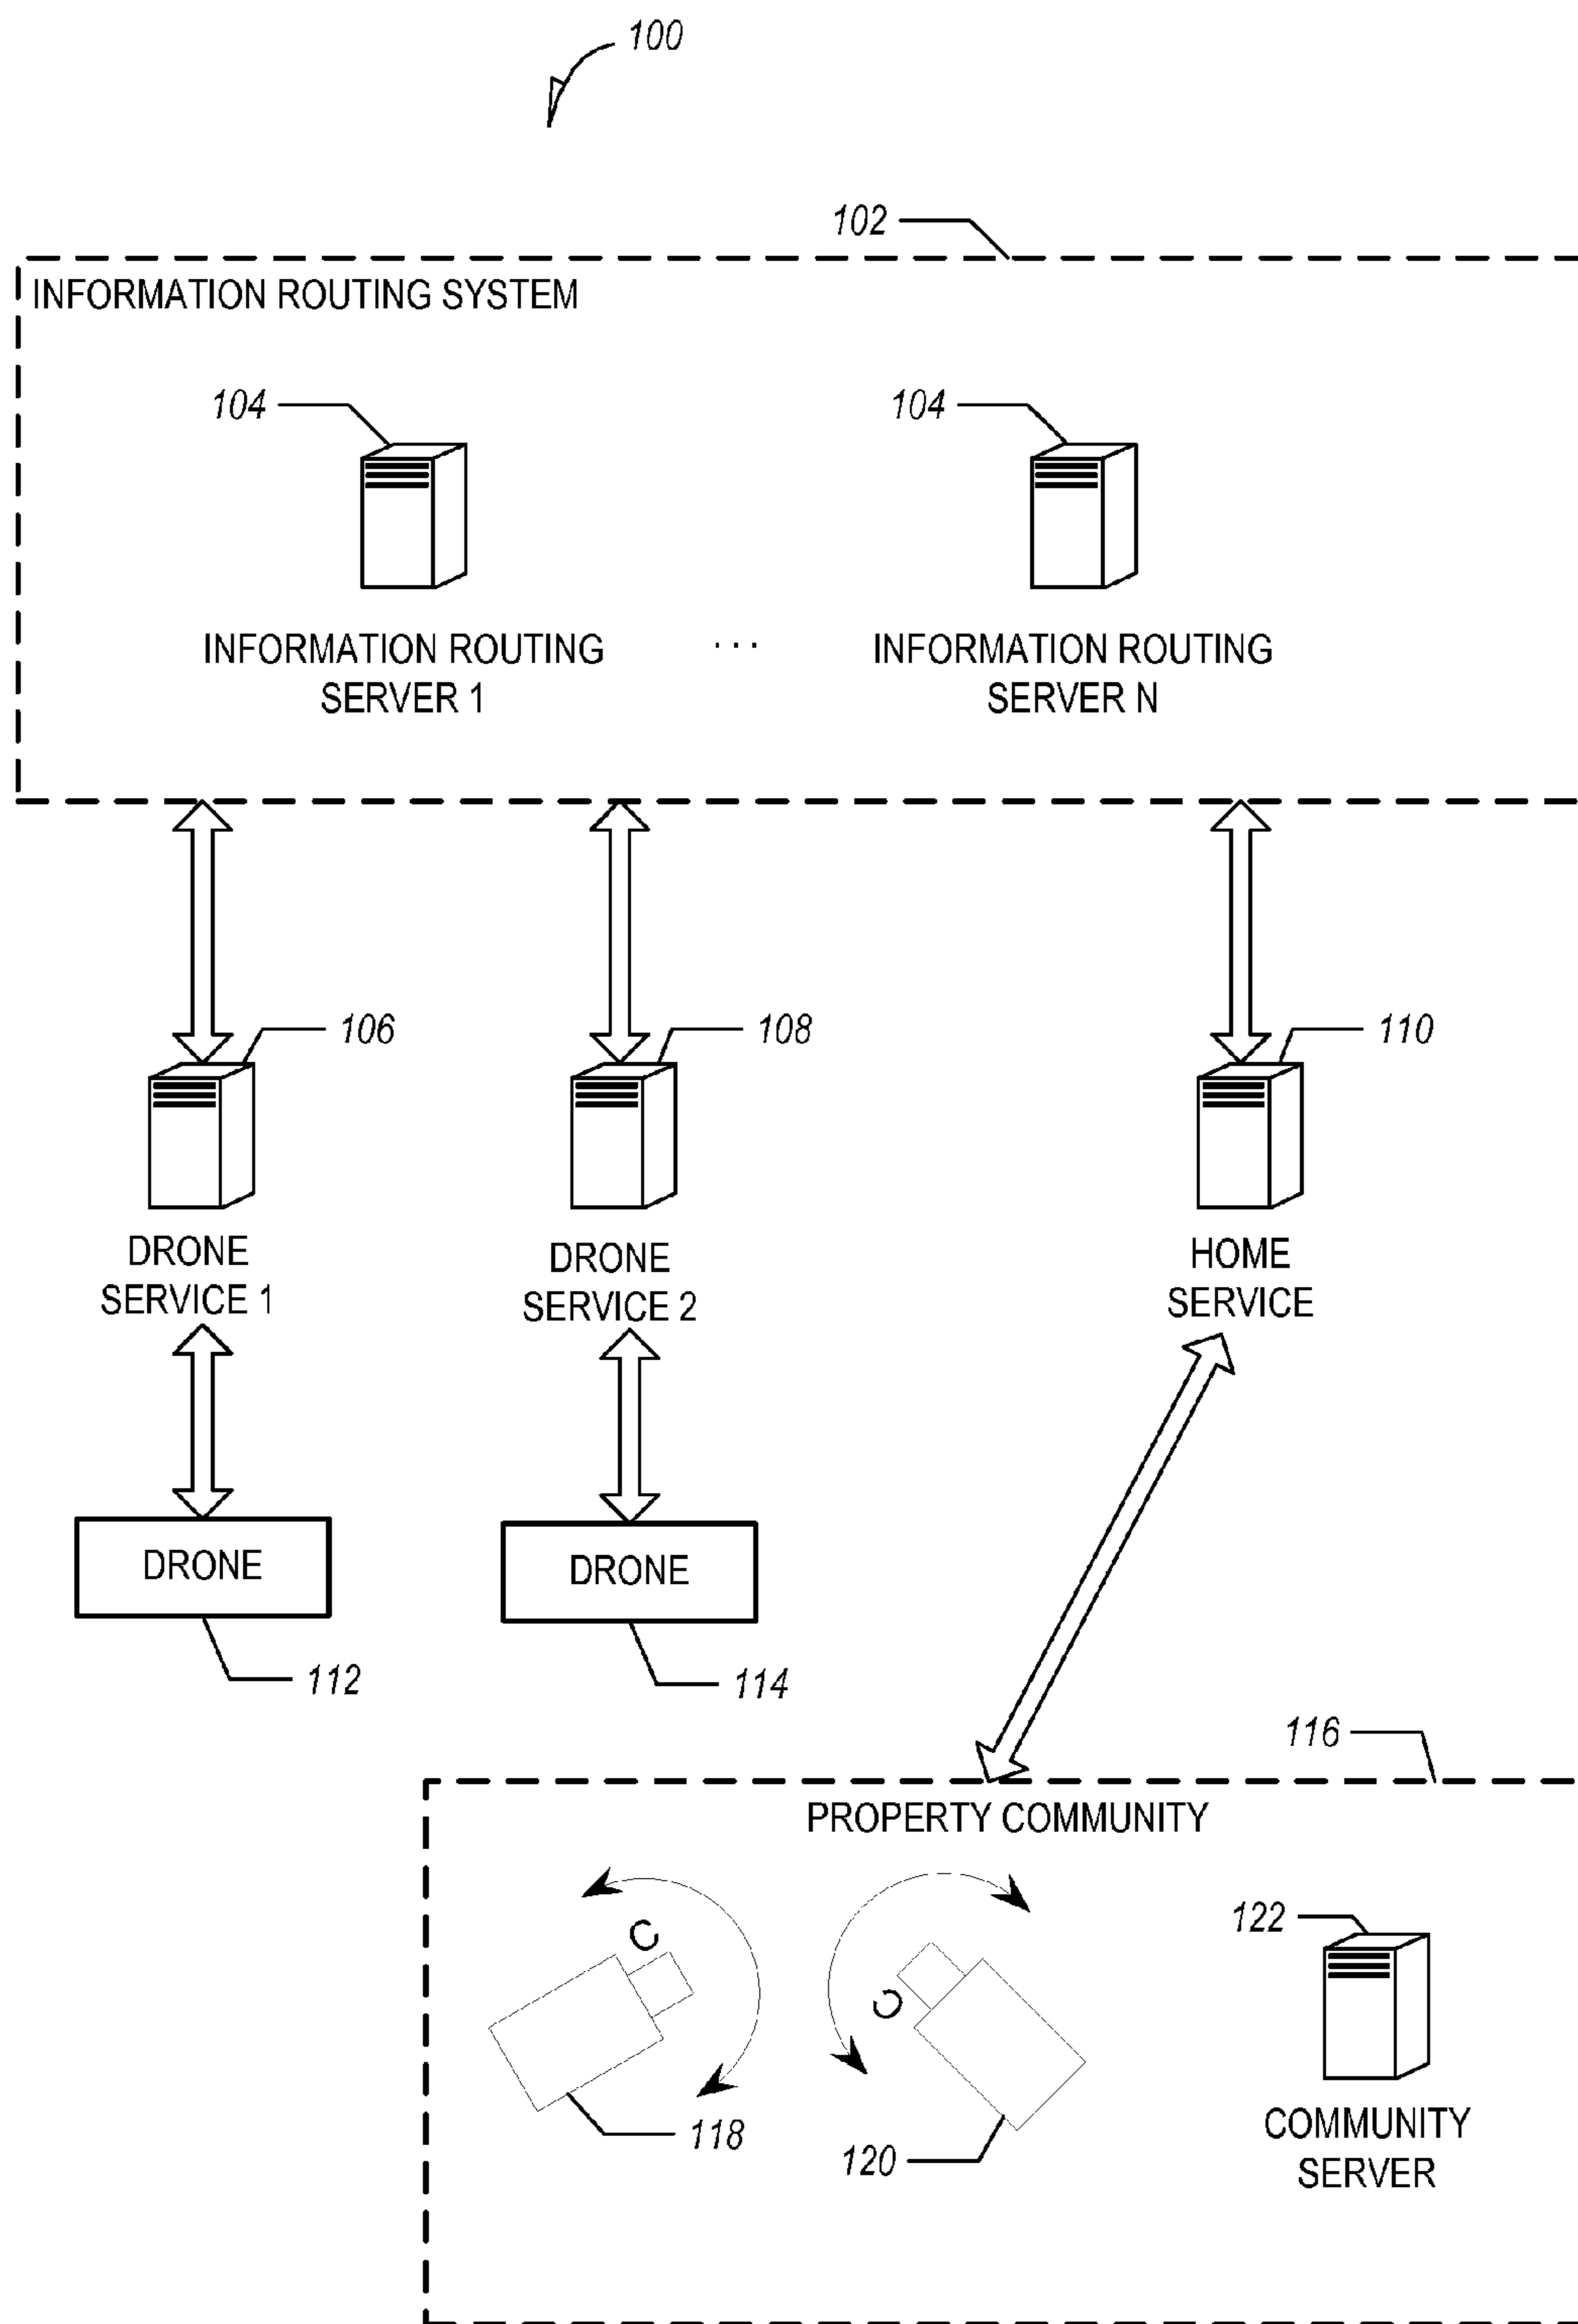 100
102
INFORMATION ROUTING SYSTEM
104
104
INFORMATION ROUTING
SERVER 1
...
INFORMATION ROUTING
SERVER N
106
108
110
DRONE
SERVICE 1
DRONE
SERVICE 2
HOME
SERVICE
DRONE
DRONE
112
114
116
PROPERTY COMMUNITY
C
C
122
118
120
COMMUNITY
SERVER